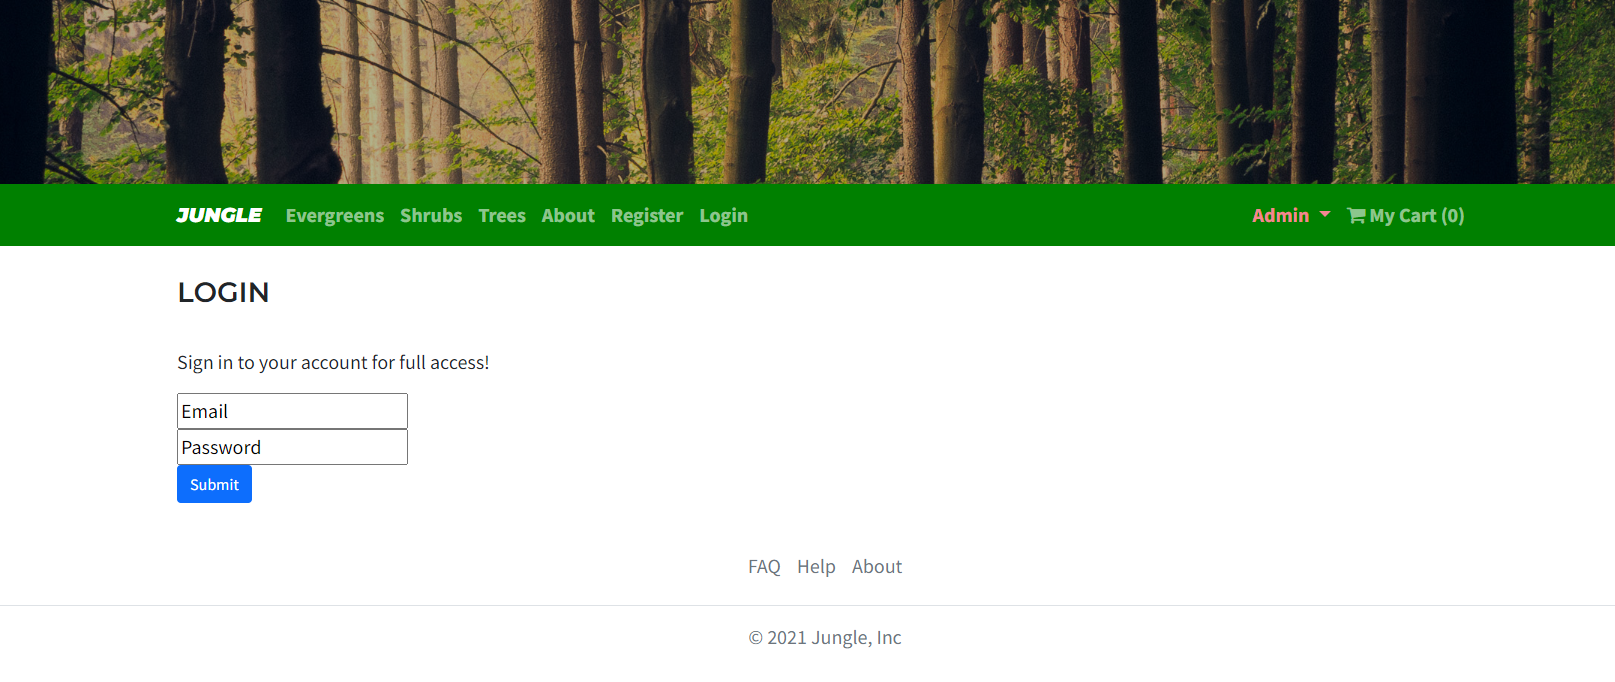 JUNGLE Evergreens Shrubs Trees About Register Login Admin My Cart (0)
LOGIN
Sign in to your account for full access!
Email
Password
Submit
FAQ Help About
© 2021 Jungle, Inc